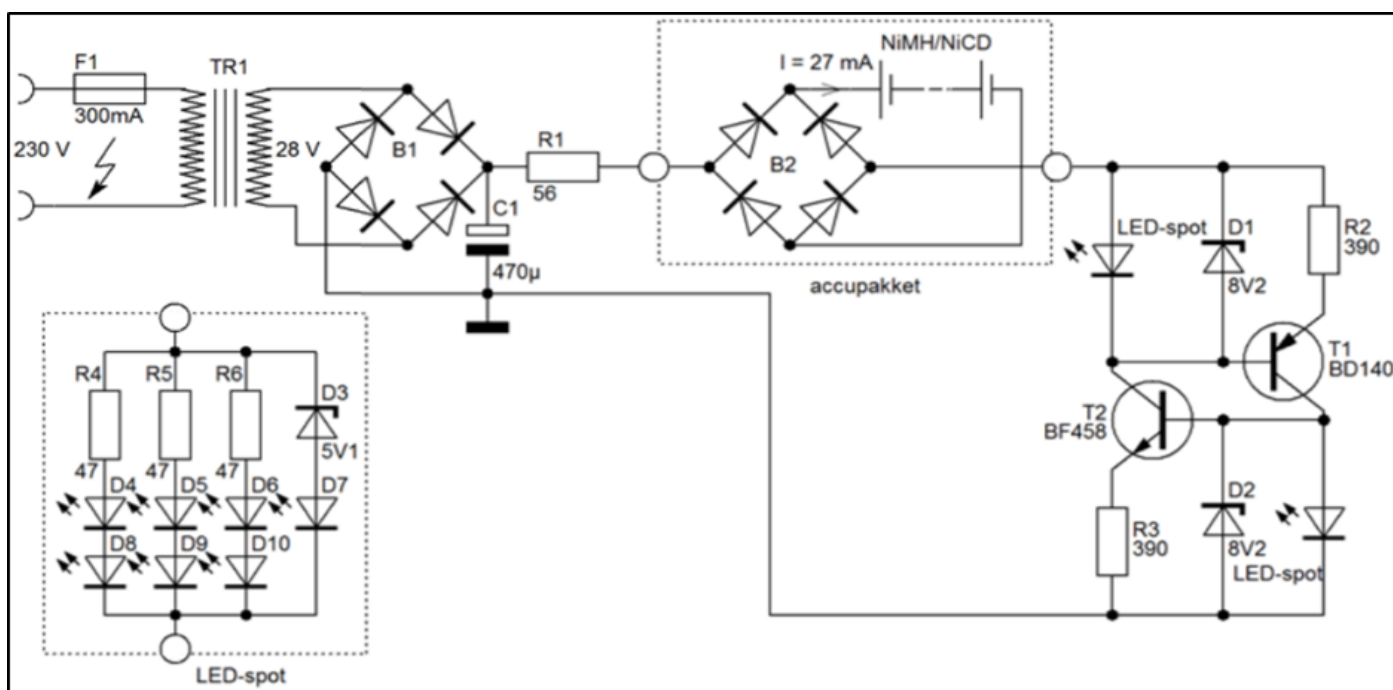 F1
300mA
230 V
TR1
28 V
B1
C1
470µ
R1
56
I = 27 mA
NiMH/NiCD
B2
accupakket
LED-spot
D1
8V2
R2
390
T1
BD140
T2
BF458
R3
390
D2
8V2
LED-spot
R4
47
R5
47
R6
47
D3
5V1
D4
D5
D6
D7
D8
D9
D10
LED-spot